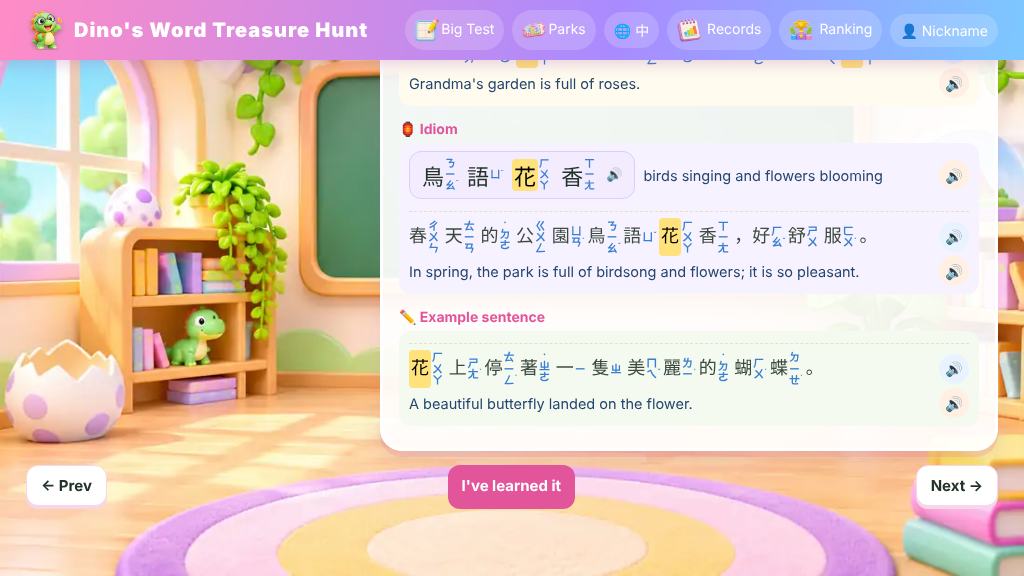 Dino's Word Treasure Hunt
Big Test
Parks
中
Records
Ranking
Nickname
Grandma's garden is full of roses.
Idiom
鳥語花香
birds singing and flowers blooming
春天的公園鳥語花香，好舒服。
In spring, the park is full of birdsong and flowers; it is so pleasant.
Example sentence
花上停著一隻美麗的蝴蝶。
A beautiful butterfly landed on the flower.
← Prev
I've learned it
Next →